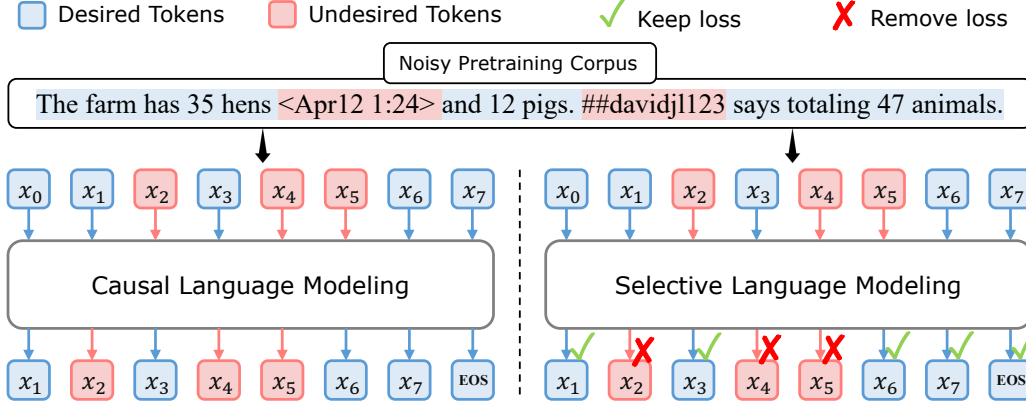 Desired Tokens Undesired Tokens Keep loss Remove loss
Noisy Pretraining Corpus
The farm has 35 hens <Apr12 1:24> and 12 pigs. ##davidjl123 says totaling 47 animals.
x₀ x₁ x₂ x₃ x₄ x₅ x₆ x₇ x₀ x₁ x₂ x₃ x₄ x₅ x₆ x₇
Causal Language Modeling Selective Language Modeling
x₁ x₂ x₃ x₄ x₅ x₆ x₇ EOS x₁ x₂ x₃ x₄ x₅ x₆ x₇ EOS